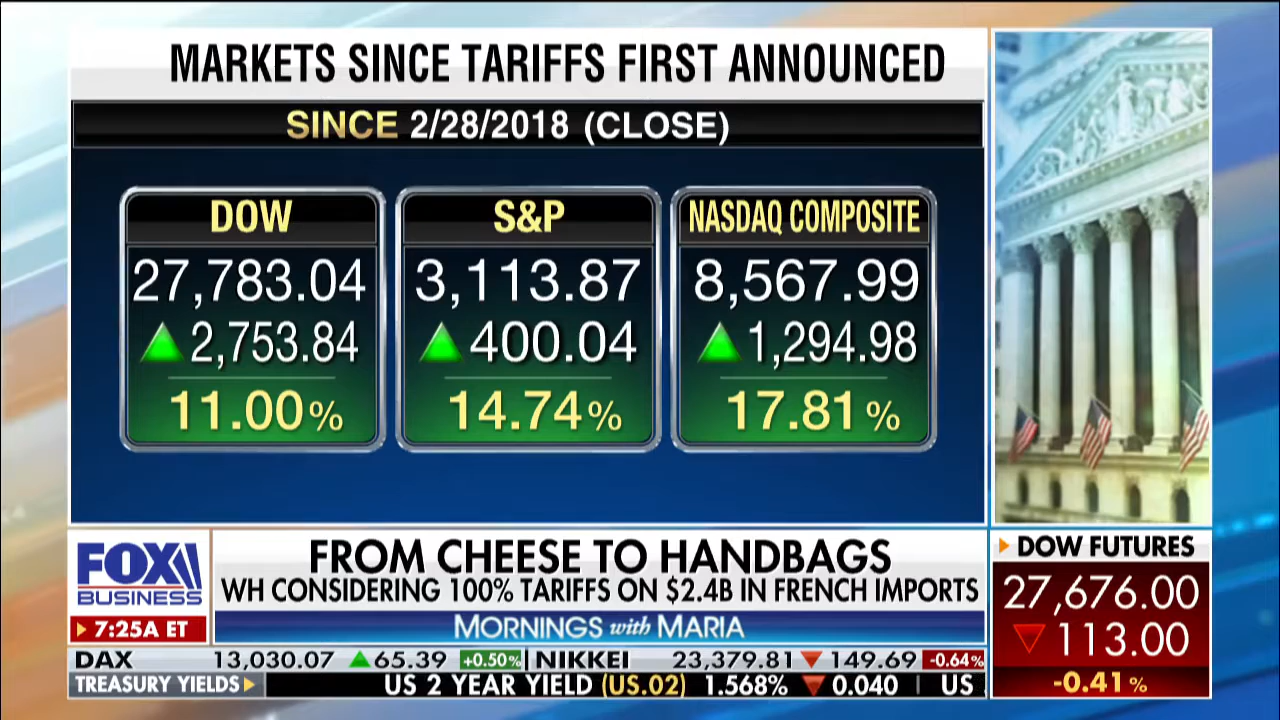 MARKETS SINCE TARIFFS FIRST ANNOUNCED
SINCE 2/28/2018 (CLOSE)
DOW
27,783.04
▲ 2,753.84
11.00%
S&P
3,113.87
▲ 400.04
14.74%
NASDAQ COMPOSITE
8,567.99
▲ 1,294.98
17.81%
FOX BUSINESS
7:25A ET
FROM CHEESE TO HANDBAGS
WH CONSIDERING 100% TARIFFS ON $2.4B IN FRENCH IMPORTS
MORNINGS with MARIA
DOW FUTURES
27,676.00
▼ 113.00
-0.41%
DAX 13,030.07 ▲ 65.39 +0.50% NIKKEI 23,379.81 ▼ 149.69 -0.64%
TREASURY YIELDS US 2 YEAR YIELD (US.02) 1.568% ▼ 0.040 US